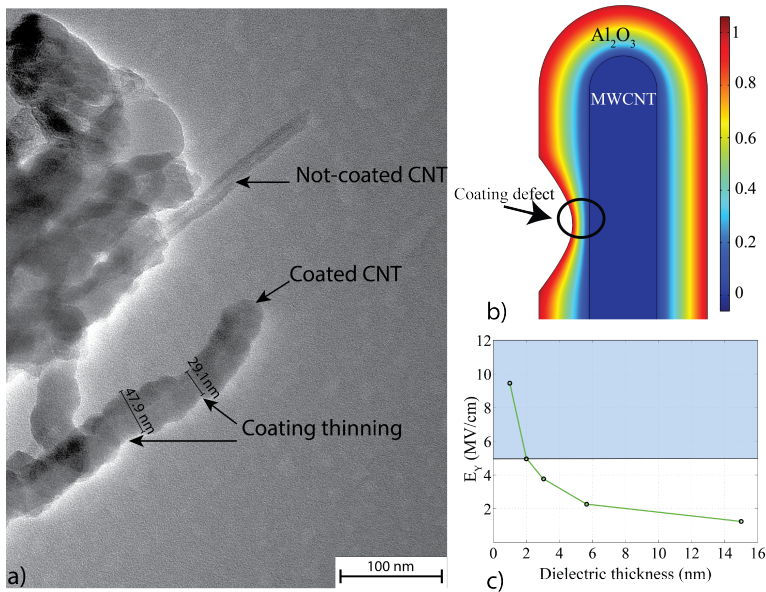 Not-coated CNT
Coated CNT
29.1nm
47.9 nm
Coating thinning
100 nm
a)
Al2O3
MWCNT
Coating defect
1
0.8
0.6
0.4
0.2
0
b)
12
10
8
6
4
2
EY (MV/cm)
0 2 4 6 8 10 12 14 16
Dielectric thickness (nm)
c)